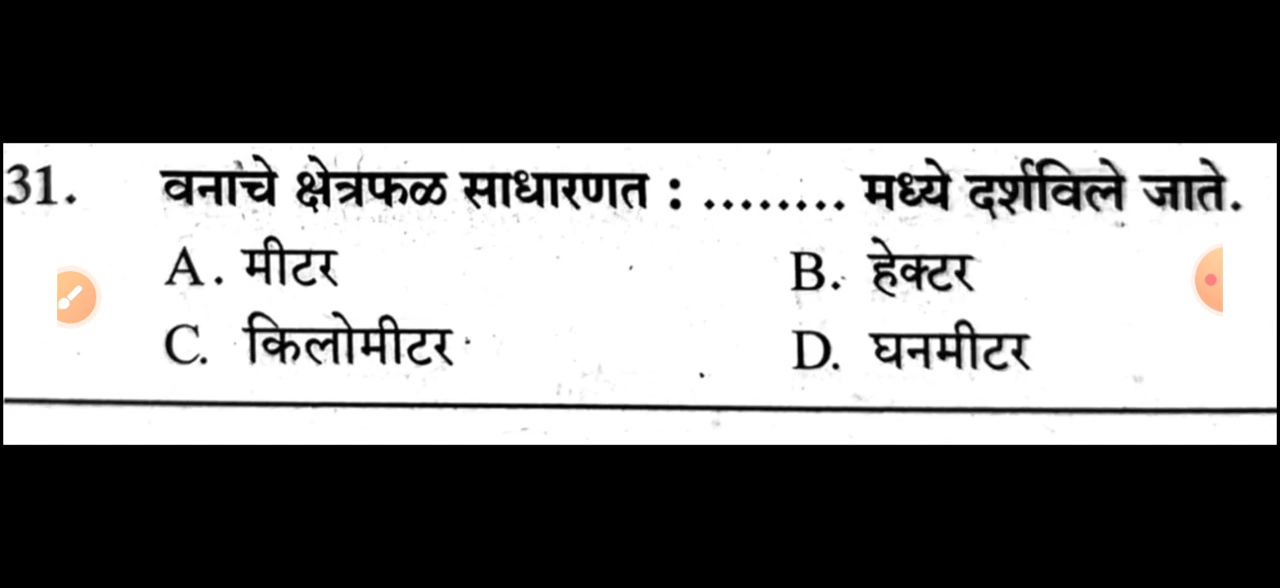 31. वनांचे क्षेत्रफळ साधारणत : ........ मध्ये दर्शविले जाते.
A. मीटर B. हेक्टर
C. किलोमीटर D. घनमीटर